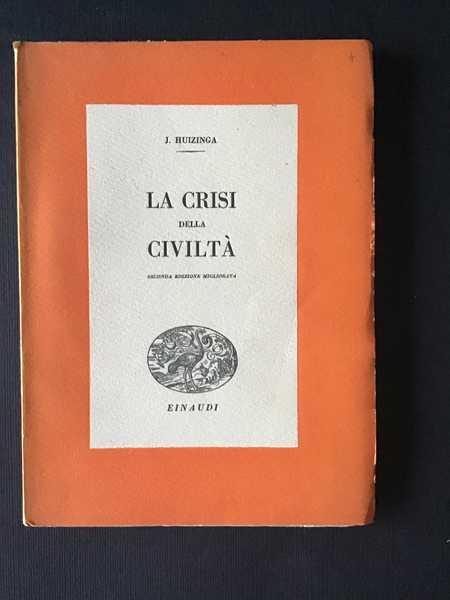 J. HUIZINGA
LA CRISI
DELLA
CIVILTÀ
SECONDA EDIZIONE MIGLIORATA
EINAUDI